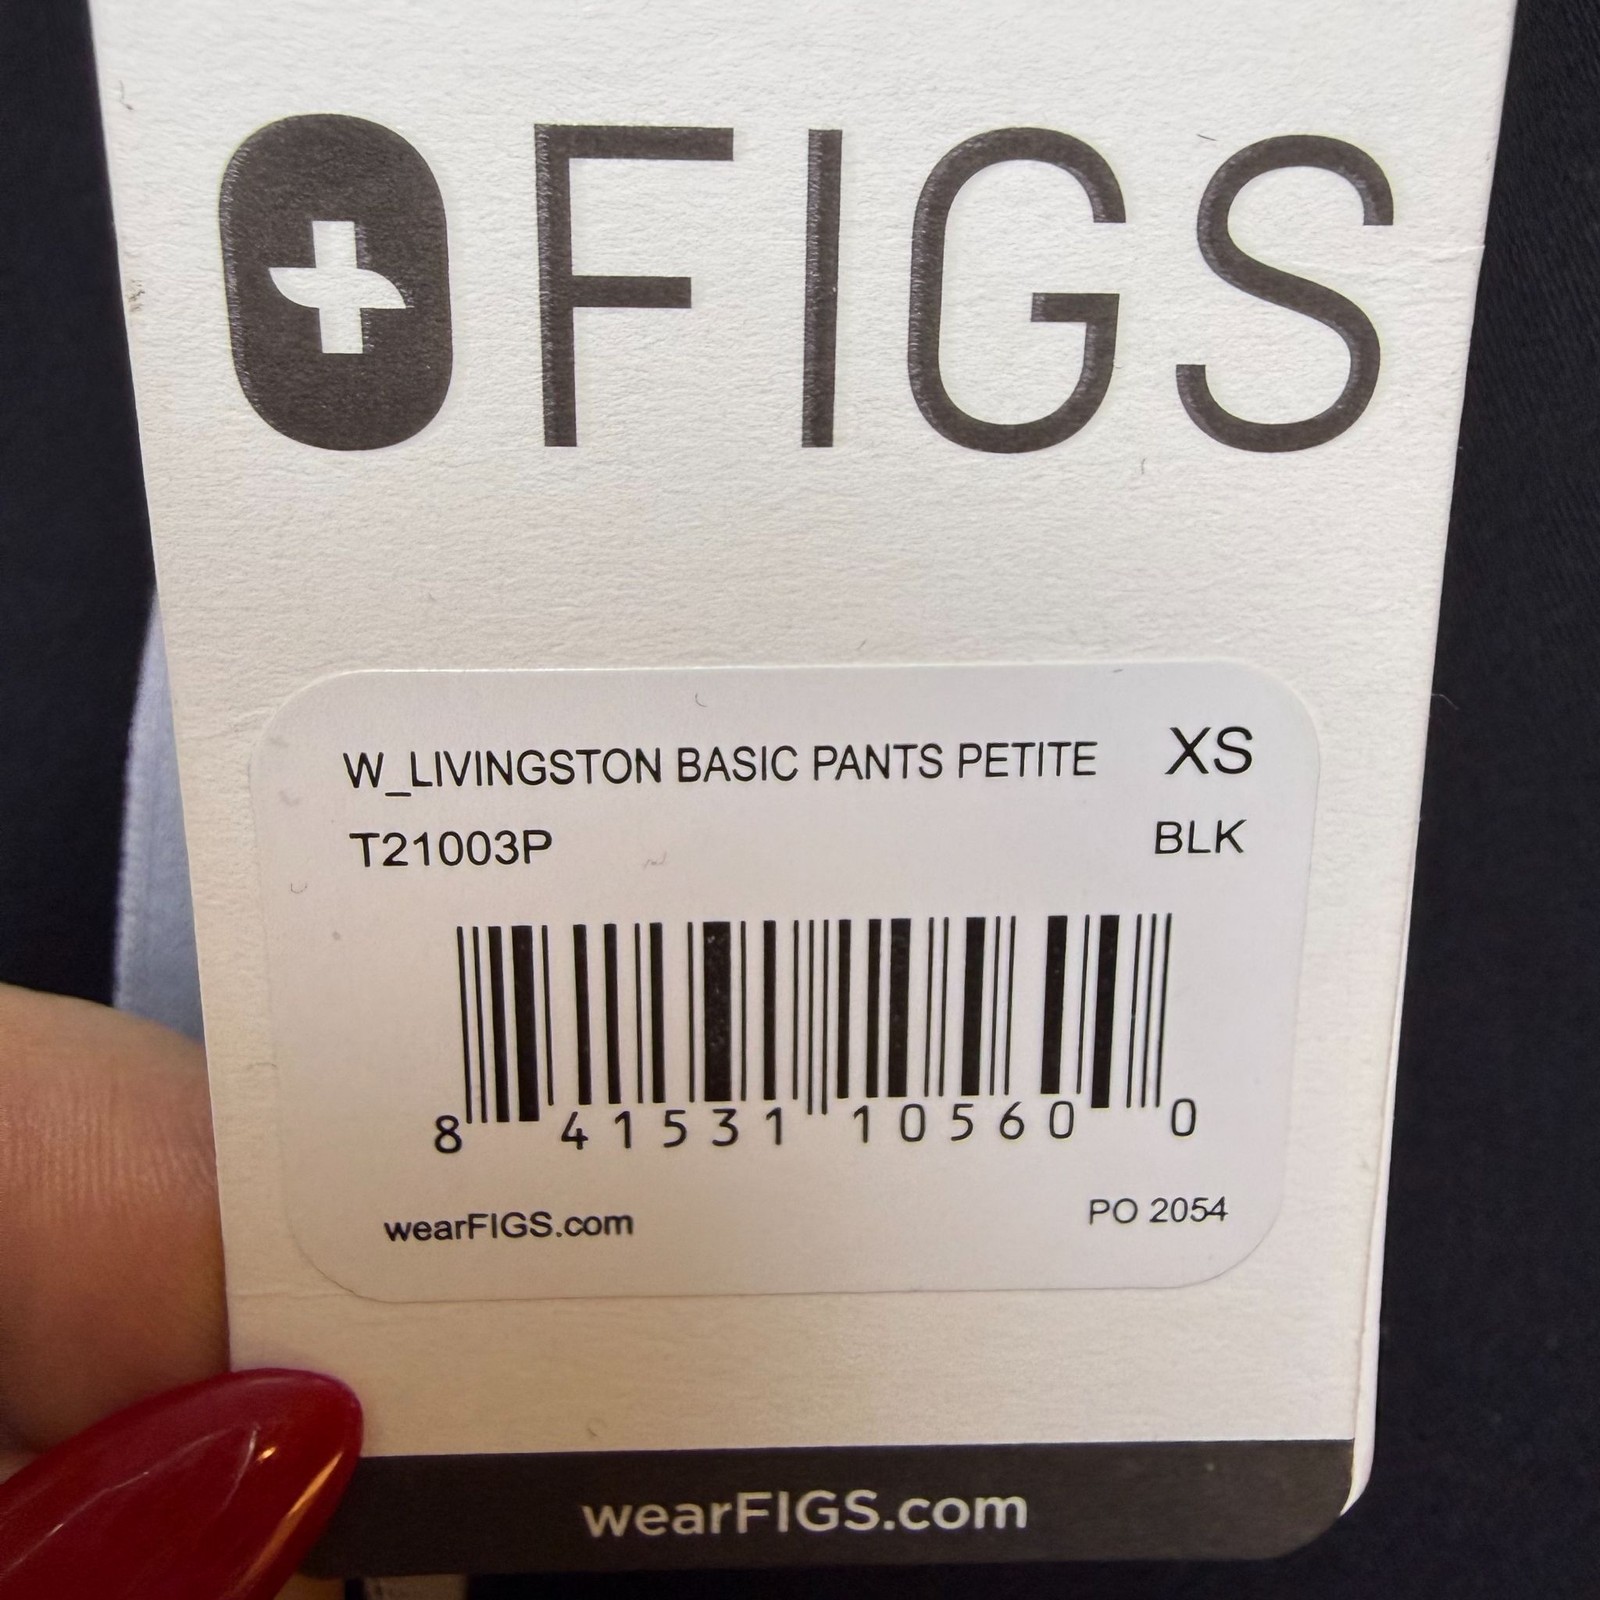 FIGS
W_LIVINGSTON BASIC PANTS PETITE XS
T21003P BLK
8 41531 10560 0
wearFIGS.com PO 2054
wearFIGS.com